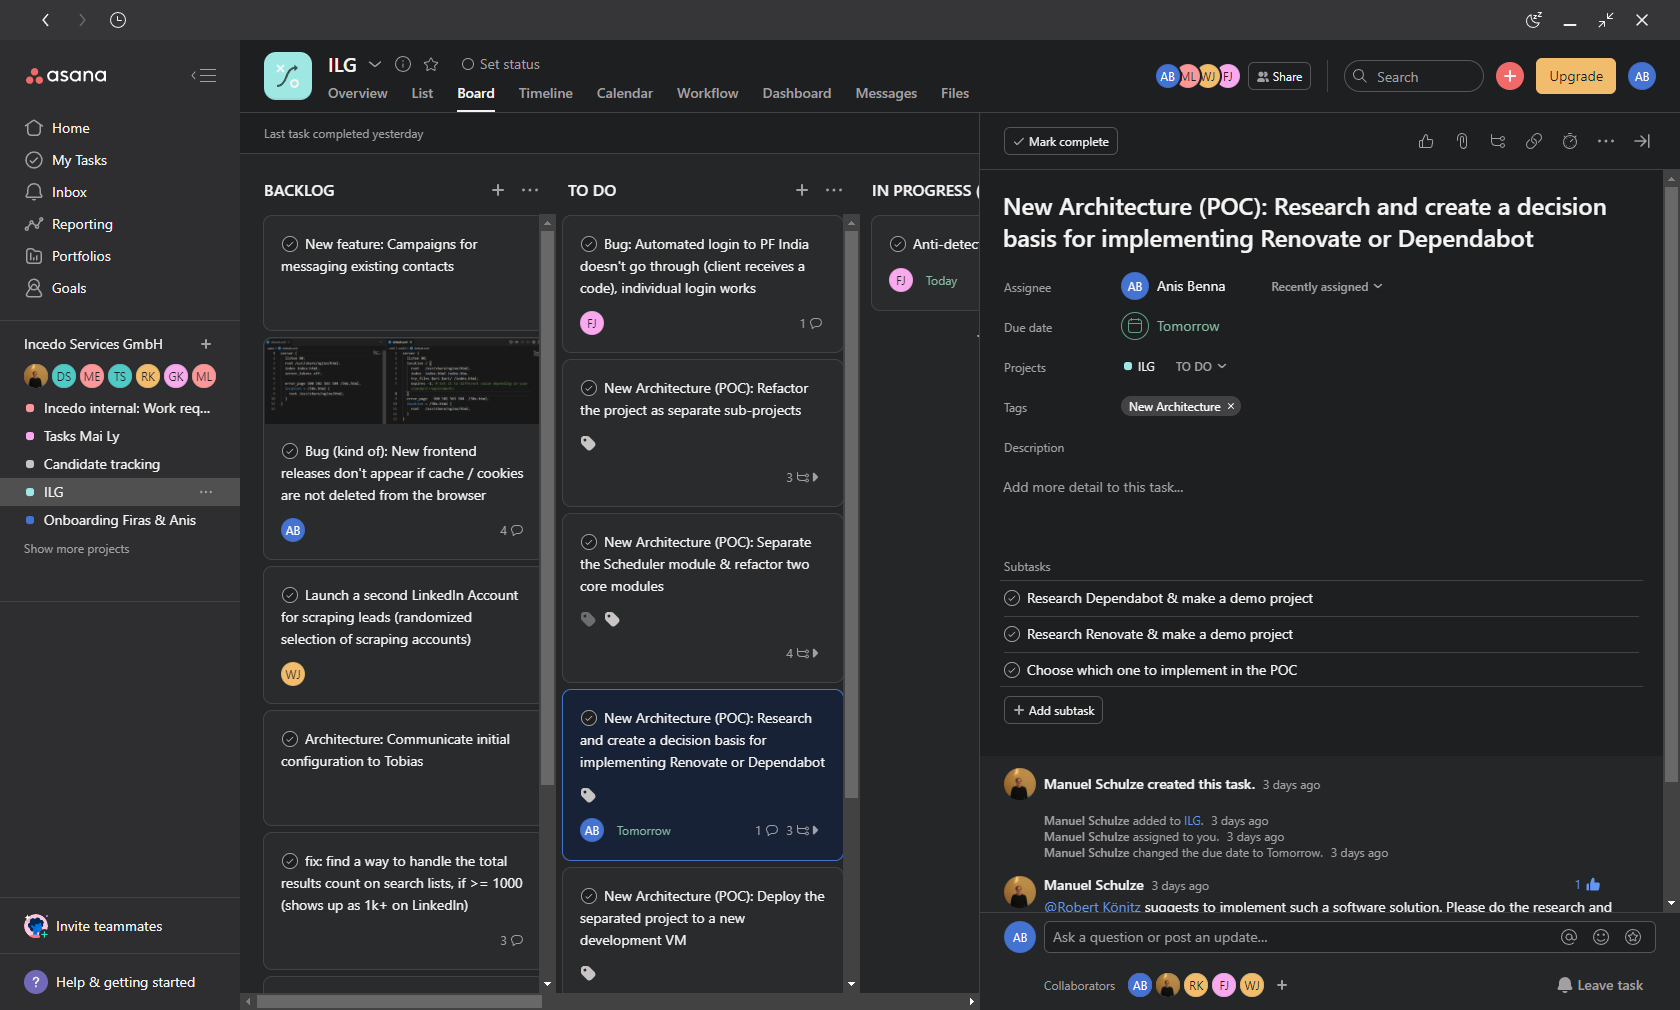 asana
Home
My Tasks
Inbox
Reporting
Portfolios
Goals
Incedo Services GmbH
DS ME TS RK GK ML
Incedo internal: Work req...
Tasks Mai Ly
Candidate tracking
ILG
Onboarding Firas & Anis
Show more projects
Invite teammates
? Help & getting started
ILG
Set status
Overview List Board Timeline Calendar Workflow Dashboard Messages Files
AB ML WJ FJ
Share
Search
Upgrade
AB
Last task completed yesterday
BACKLOG
New feature: Campaigns for
messaging existing contacts
Bug (kind of): New frontend
releases don't appear if cache / cookies
are not deleted from the browser
AB 4
Launch a second LinkedIn Account
for scraping leads (randomized
selection of scraping accounts)
WJ
Architecture: Communicate initial
configuration to Tobias
fix: find a way to handle the total
results count on search lists, if >= 1000
(shows up as 1k+ on LinkedIn)
3
TO DO
Bug: Automated login to PF India
doesn't go through (client receives a
code), individual login works
FJ 1
New Architecture (POC): Refactor
the project as separate sub-projects
3
New Architecture (POC): Separate
the Scheduler module & refactor two
core modules
4
New Architecture (POC): Research
and create a decision basis for
implementing Renovate or Dependabot
AB Tomorrow 1 3
New Architecture (POC): Deploy the
separated project to a new
development VM
IN PROGRESS (
Anti-detec
FJ Today
Mark complete
New Architecture (POC): Research and create a decision
basis for implementing Renovate or Dependabot
Assignee AB Anis Benna Recently assigned
Due date Tomorrow
Projects ILG TO DO
Tags New Architecture ×
Description
Add more detail to this task...
Subtasks
Research Dependabot & make a demo project
Research Renovate & make a demo project
Choose which one to implement in the POC
+ Add subtask
Manuel Schulze created this task. 3 days ago
Manuel Schulze added to ILG. 3 days ago
Manuel Schulze assigned to you. 3 days ago
Manuel Schulze changed the due date to Tomorrow. 3 days ago
Manuel Schulze 3 days ago 1
@Robert Könitz suggests to implement such a software solution. Please do the research and
AB Ask a question or post an update...
Collaborators AB RK FJ WJ +
Leave task